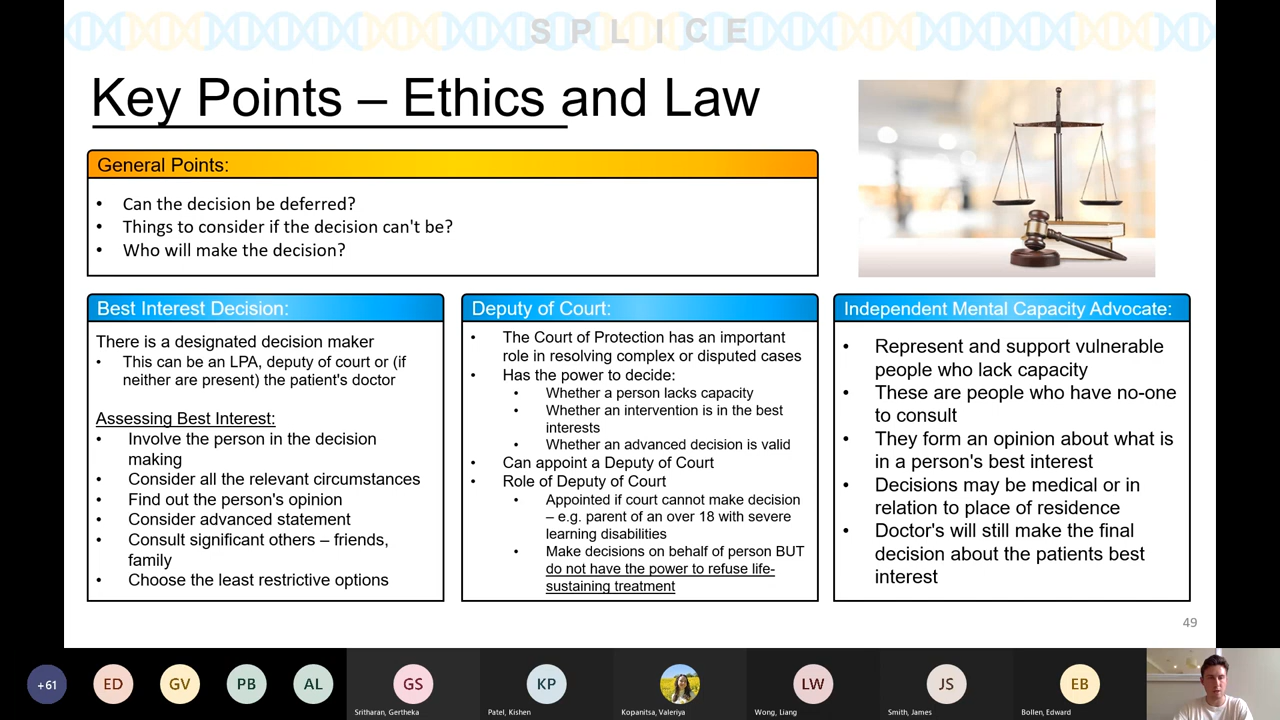 SPLICE
Key Points – Ethics and Law
General Points:
• Can the decision be deferred?
• Things to consider if the decision can't be?
• Who will make the decision?
Best Interest Decision:
There is a designated decision maker
• This can be an LPA, deputy of court or (if
neither are present) the patient's doctor
Assessing Best Interest:
• Involve the person in the decision
making
• Consider all the relevant circumstances
• Find out the person's opinion
• Consider advanced statement
• Consult significant others – friends,
family
• Choose the least restrictive options
Deputy of Court:
• The Court of Protection has an important
role in resolving complex or disputed cases
• Has the power to decide:
• Whether a person lacks capacity
• Whether an intervention is in the best
interests
• Whether an advanced decision is valid
• Can appoint a Deputy of Court
• Role of Deputy of Court
• Appointed if court cannot make decision
– e.g. parent of an over 18 with severe
learning disabilities
• Make decisions on behalf of person BUT
do not have the power to refuse life-
sustaining treatment
Independent Mental Capacity Advocate:
• Represent and support vulnerable
people who lack capacity
• These are people who have no-one
to consult
• They form an opinion about what is
in a person's best interest
• Decisions may be medical or in
relation to place of residence
• Doctor's will still make the final
decision about the patients best
interest
49
+61
ED
GV
PB
AL
GS
KP
LW
JS
EB
Sritharan, Gertheka
Patel, Kishen
Kopanitsa, Valeriya
Wong, Liang
Smith, James
Bollen, Edward